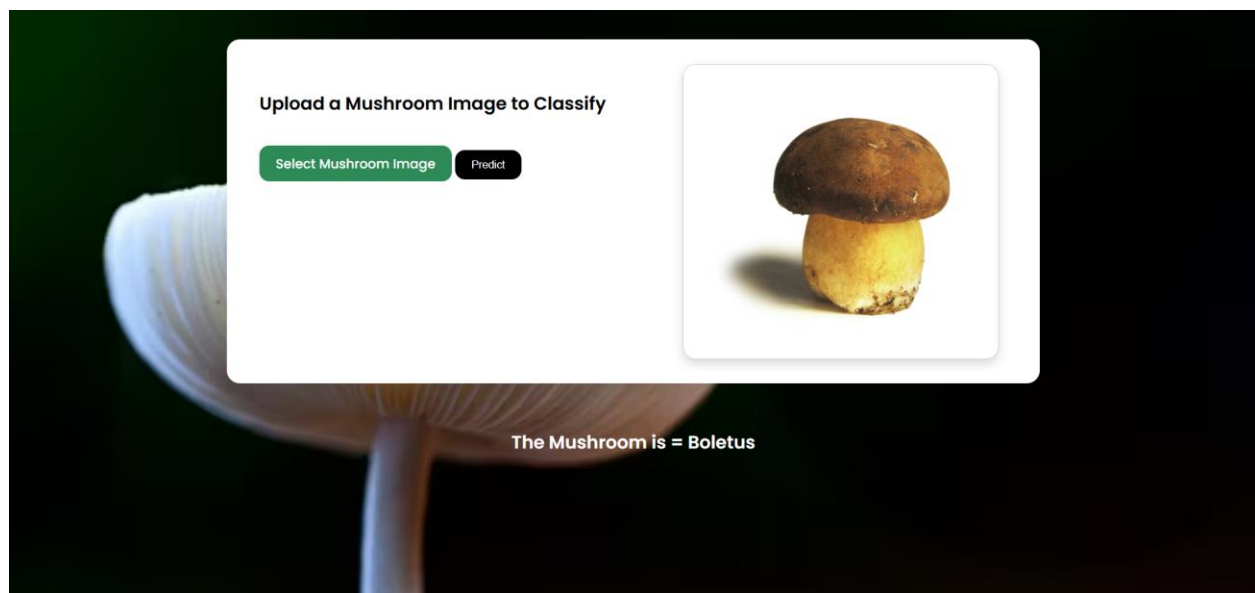 Upload a Mushroom Image to Classify
Select Mushroom Image Predict
The Mushroom is = Boletus